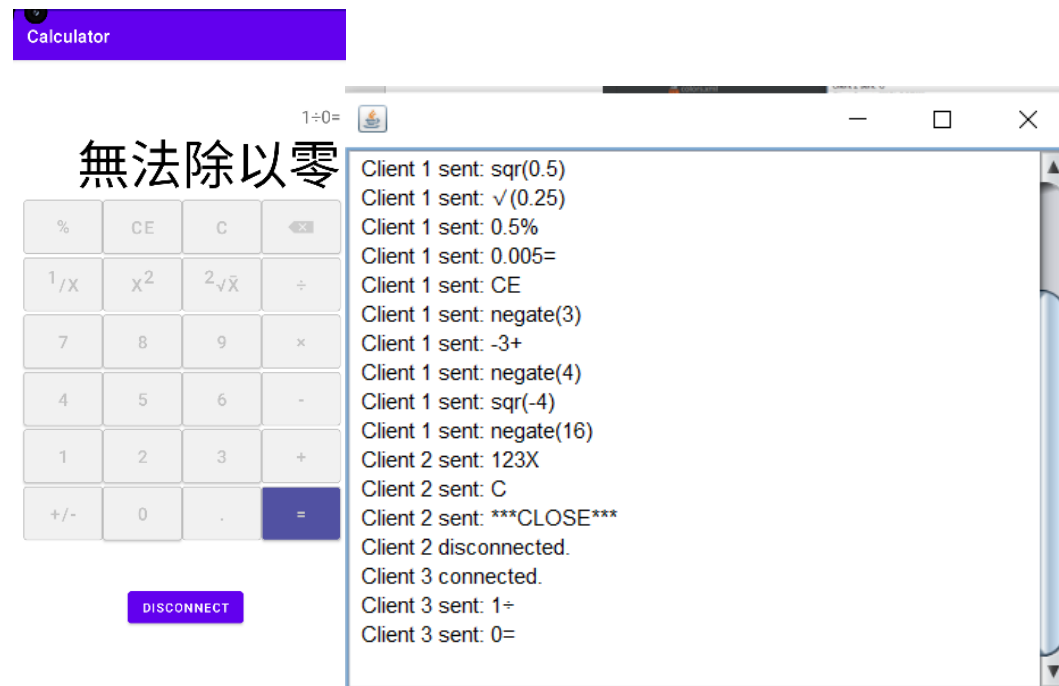 Calculator
1÷0=
無法除以零
% CE C
1/X X2 2√x̄ ÷
7 8 9 ×
4 5 6 -
1 2 3 +
+/- 0 . =
DISCONNECT
Client 1 sent: sqr(0.5)
Client 1 sent: √(0.25)
Client 1 sent: 0.5%
Client 1 sent: 0.005=
Client 1 sent: CE
Client 1 sent: negate(3)
Client 1 sent: -3+
Client 1 sent: negate(4)
Client 1 sent: sqr(-4)
Client 1 sent: negate(16)
Client 2 sent: 123X
Client 2 sent: C
Client 2 sent: ***CLOSE***
Client 2 disconnected.
Client 3 connected.
Client 3 sent: 1÷
Client 3 sent: 0=